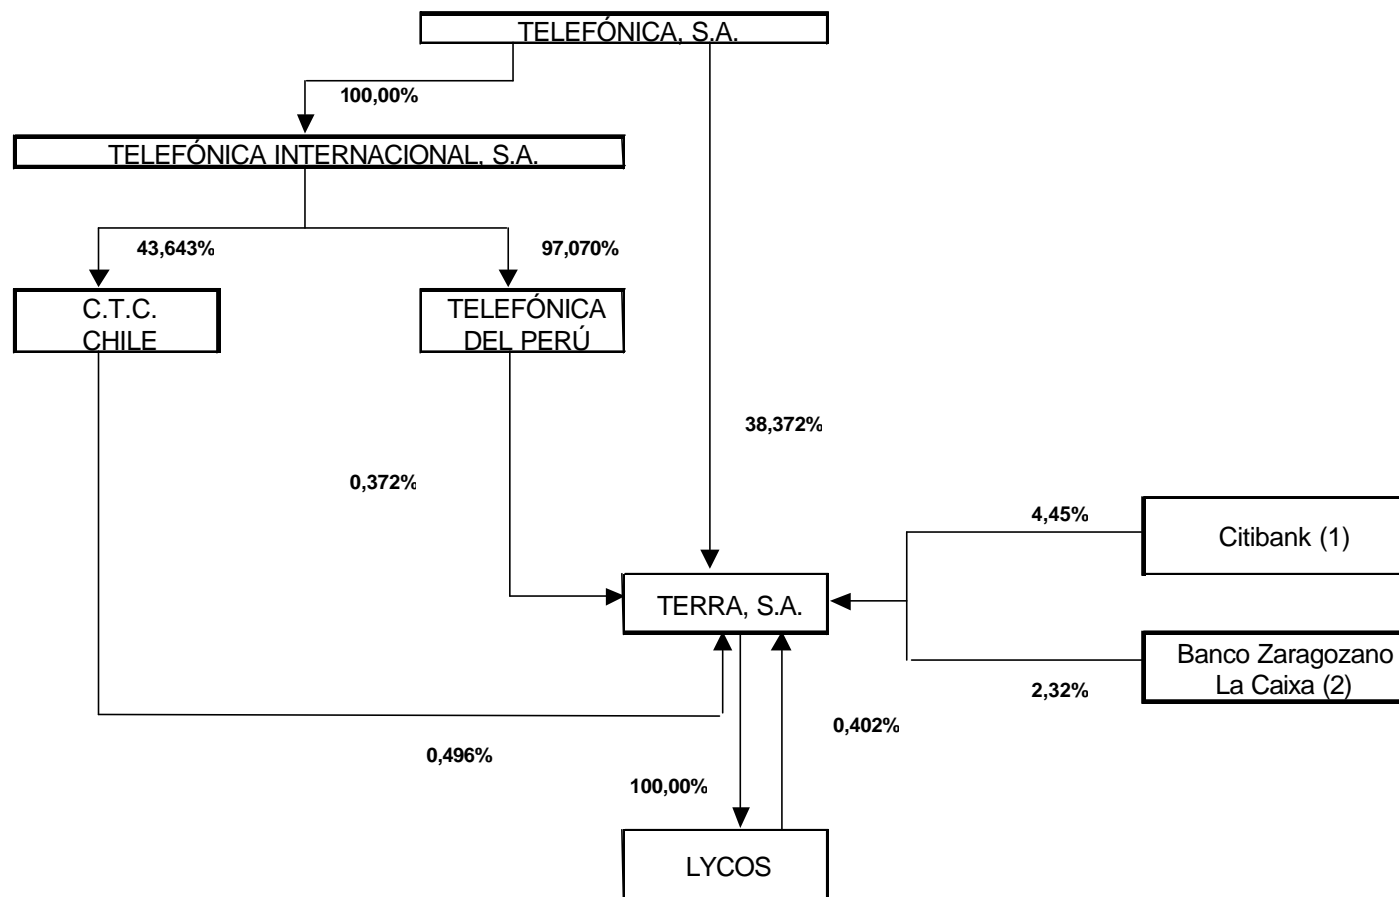 TELEFÓNICA, S.A.
100,00%
TELEFÓNICA INTERNACIONAL, S.A.
43,643%
97,070%
C.T.C.
CHILE
TELEFÓNICA
DEL PERÚ
38,372%
0,372%
4,45%
Citibank (1)
TERRA, S.A.
Banco Zaragozano
La Caixa (2)
2,32%
0,402%
0,496%
100,00%
LYCOS